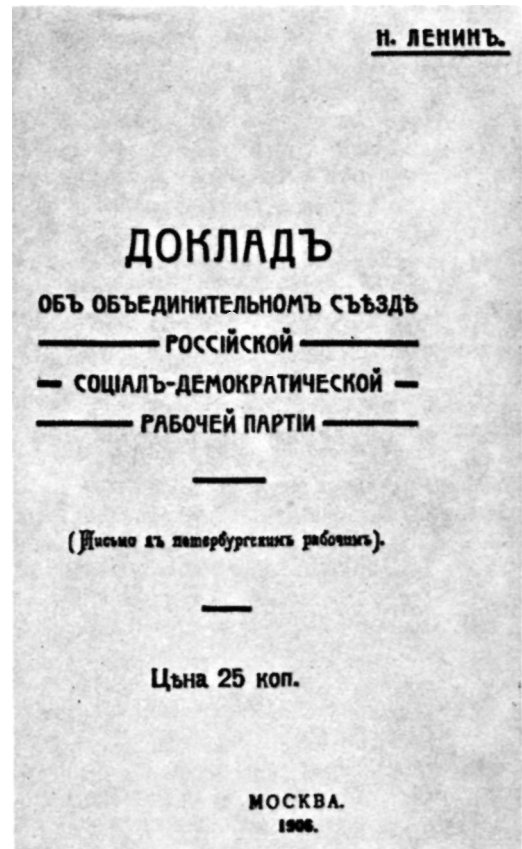 Н. ЛЕНИНЪ.
ДОКЛАДЪ
ОБЪ ОБЪЕДИНИТЕЛЬНОМЪ СЪѢЗДѢ
РОССІЙСКОЙ
СОЦІАЛЪ-ДЕМОКРАТИЧЕСКОЙ
РАБОЧЕЙ ПАРТІИ
(Письмо къ петербургскимъ рабочимъ).
Цѣна 25 коп.
МОСКВА.
1906.